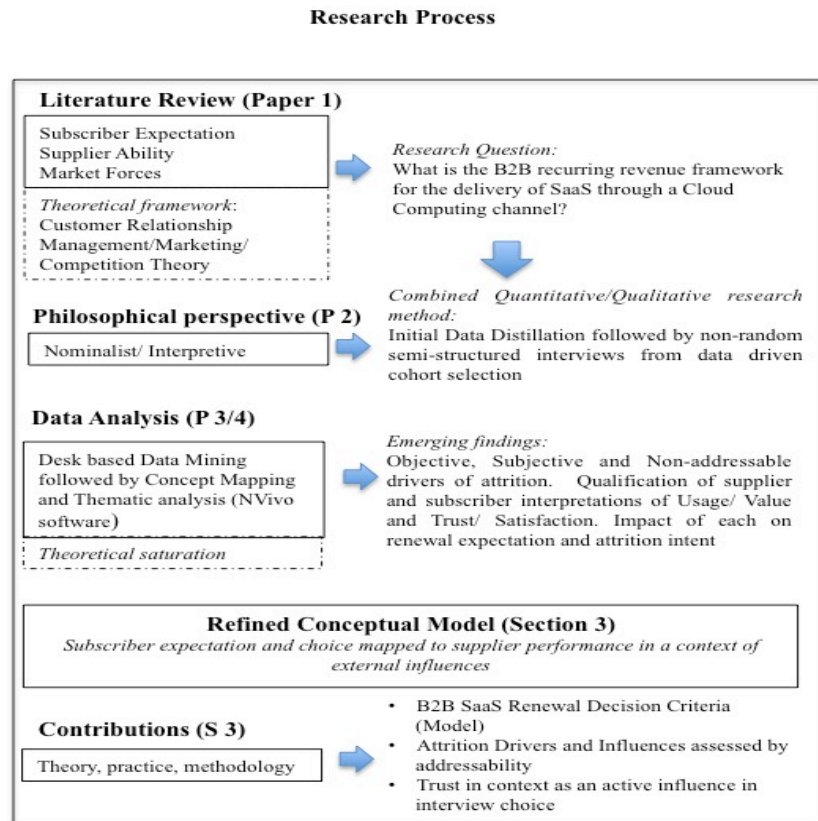 Research Process
Literature Review (Paper 1)
Subscriber Expectation
Supplier Ability
Market Forces
Theoretical framework:
Customer Relationship
Management/Marketing/
Competition Theory
Research Question:
What is the B2B recurring revenue framework
for the delivery of SaaS through a Cloud
Computing channel?
Philosophical perspective (P 2)
Nominalist/ Interpretive
Combined Quantitative/Qualitative research
method:
Initial Data Distillation followed by non-random
semi-structured interviews from data driven
cohort selection
Data Analysis (P 3/4)
Desk based Data Mining
followed by Concept Mapping
and Thematic analysis (NVivo
software)
Theoretical saturation
Emerging findings:
Objective, Subjective and Non-addressable
drivers of attrition. Qualification of supplier
and subscriber interpretations of Usage/ Value
and Trust/ Satisfaction. Impact of each on
renewal expectation and attrition intent
Refined Conceptual Model (Section 3)
Subscriber expectation and choice mapped to supplier performance in a context of
external influences
Contributions (S 3)
Theory, practice, methodology
• B2B SaaS Renewal Decision Criteria
(Model)
• Attrition Drivers and Influences assessed by
addressability
• Trust in context as an active influence in
interview choice